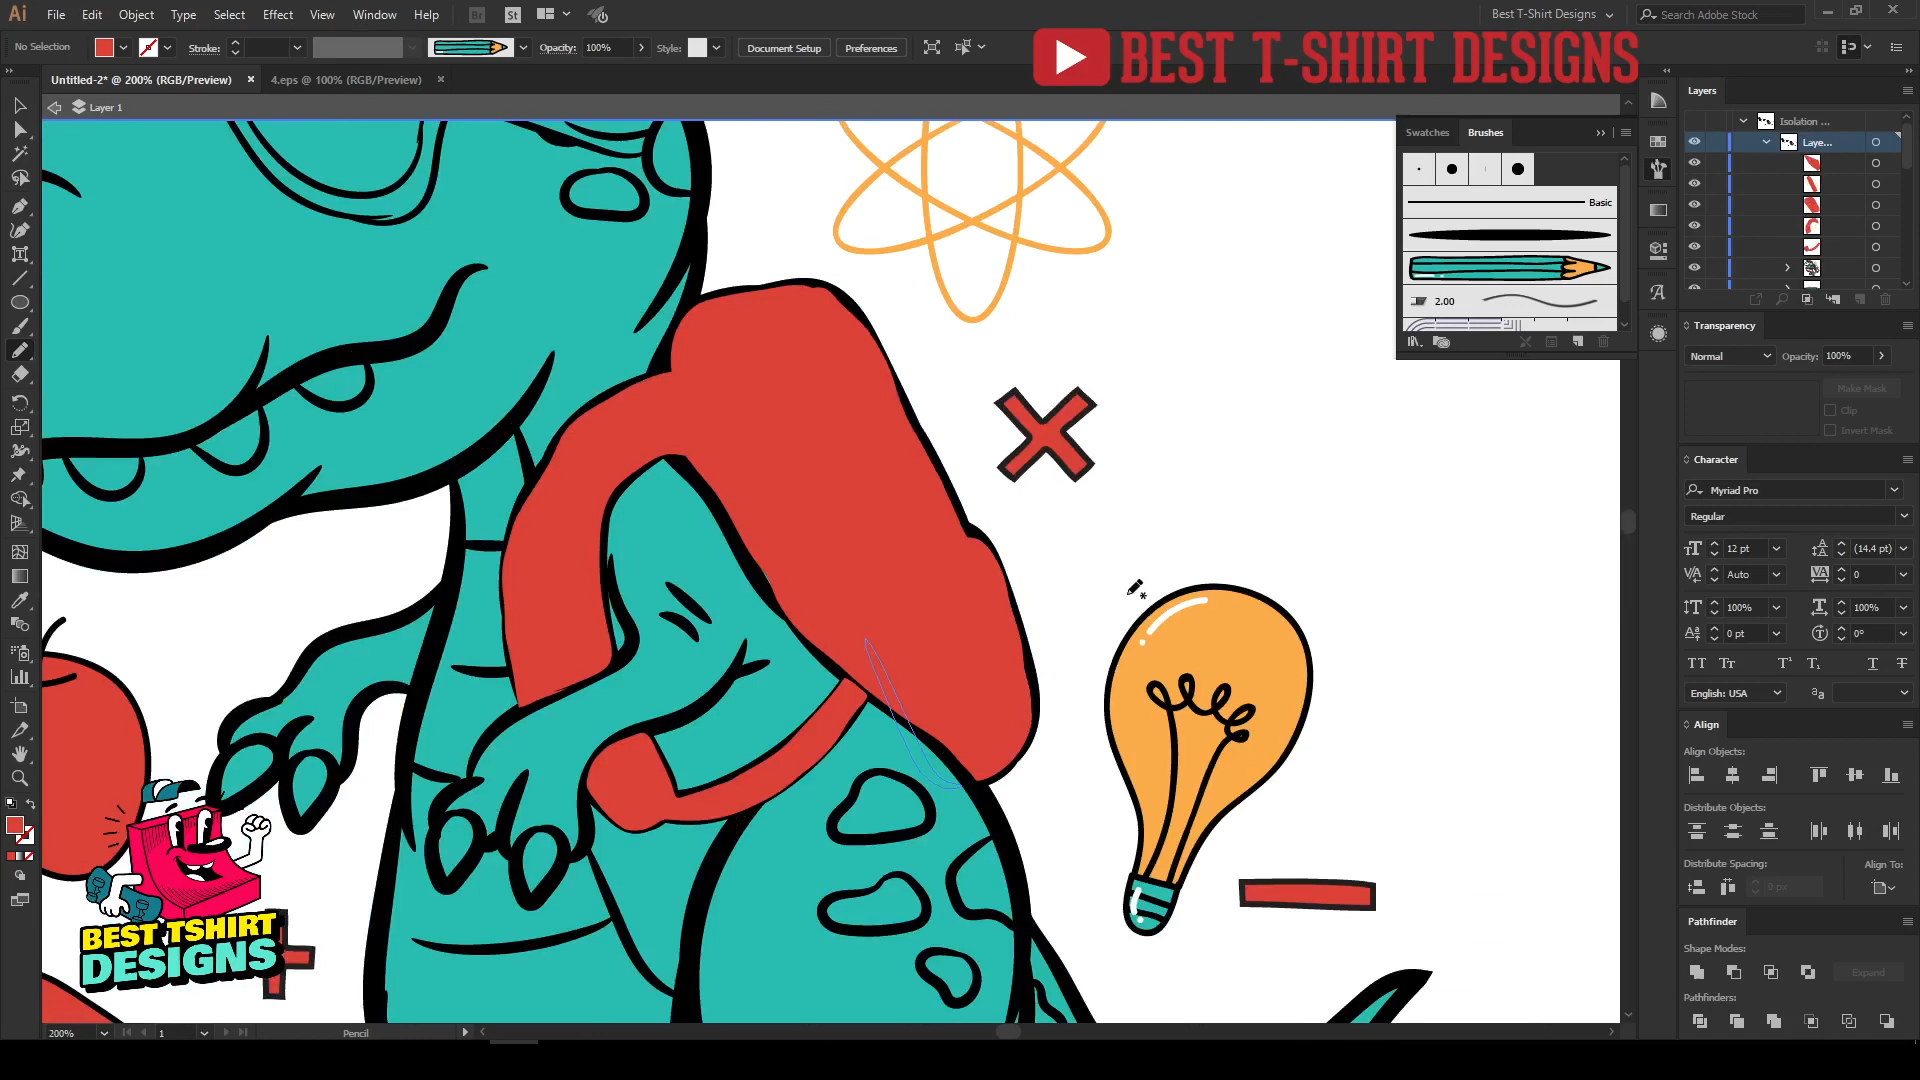 Ai File Edit Object Type Select Effect View Window Help Br St Best T-Shirt Designs Search Adobe Stock
No Selection Stroke: Opacity: 100% Style: Document Setup Preferences
BEST T-SHIRT DESIGNS
Untitled-2* @ 200% (RGB/Preview) × 4.eps @ 100% (RGB/Preview) ×
Layer 1
Swatches Brushes
Basic
2.00
Layers
Isolation ...
Laye...
Transparency
Normal Opacity: 100%
Make Mask
Clip
Invert Mask
Character
Myriad Pro
Regular
12 pt (14.4 pt)
Auto 0
100% 100%
0 pt 0°
English: USA
Align
Align Objects:
Distribute Objects:
Distribute Spacing: Align To:
0 px
Pathfinder
Shape Modes:
Expand
Pathfinders:
BEST TSHIRT
DESIGNS
200% 1 Pencil